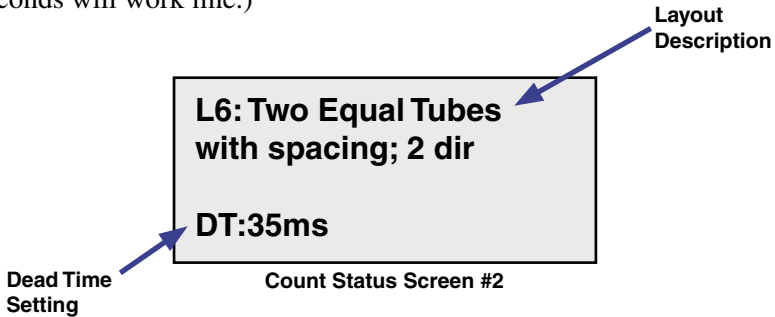 will work fine.)
Layout
Description
L6: Two Equal Tubes
with spacing; 2 dir
DT:35ms
Dead Time
Setting
Count Status Screen #2